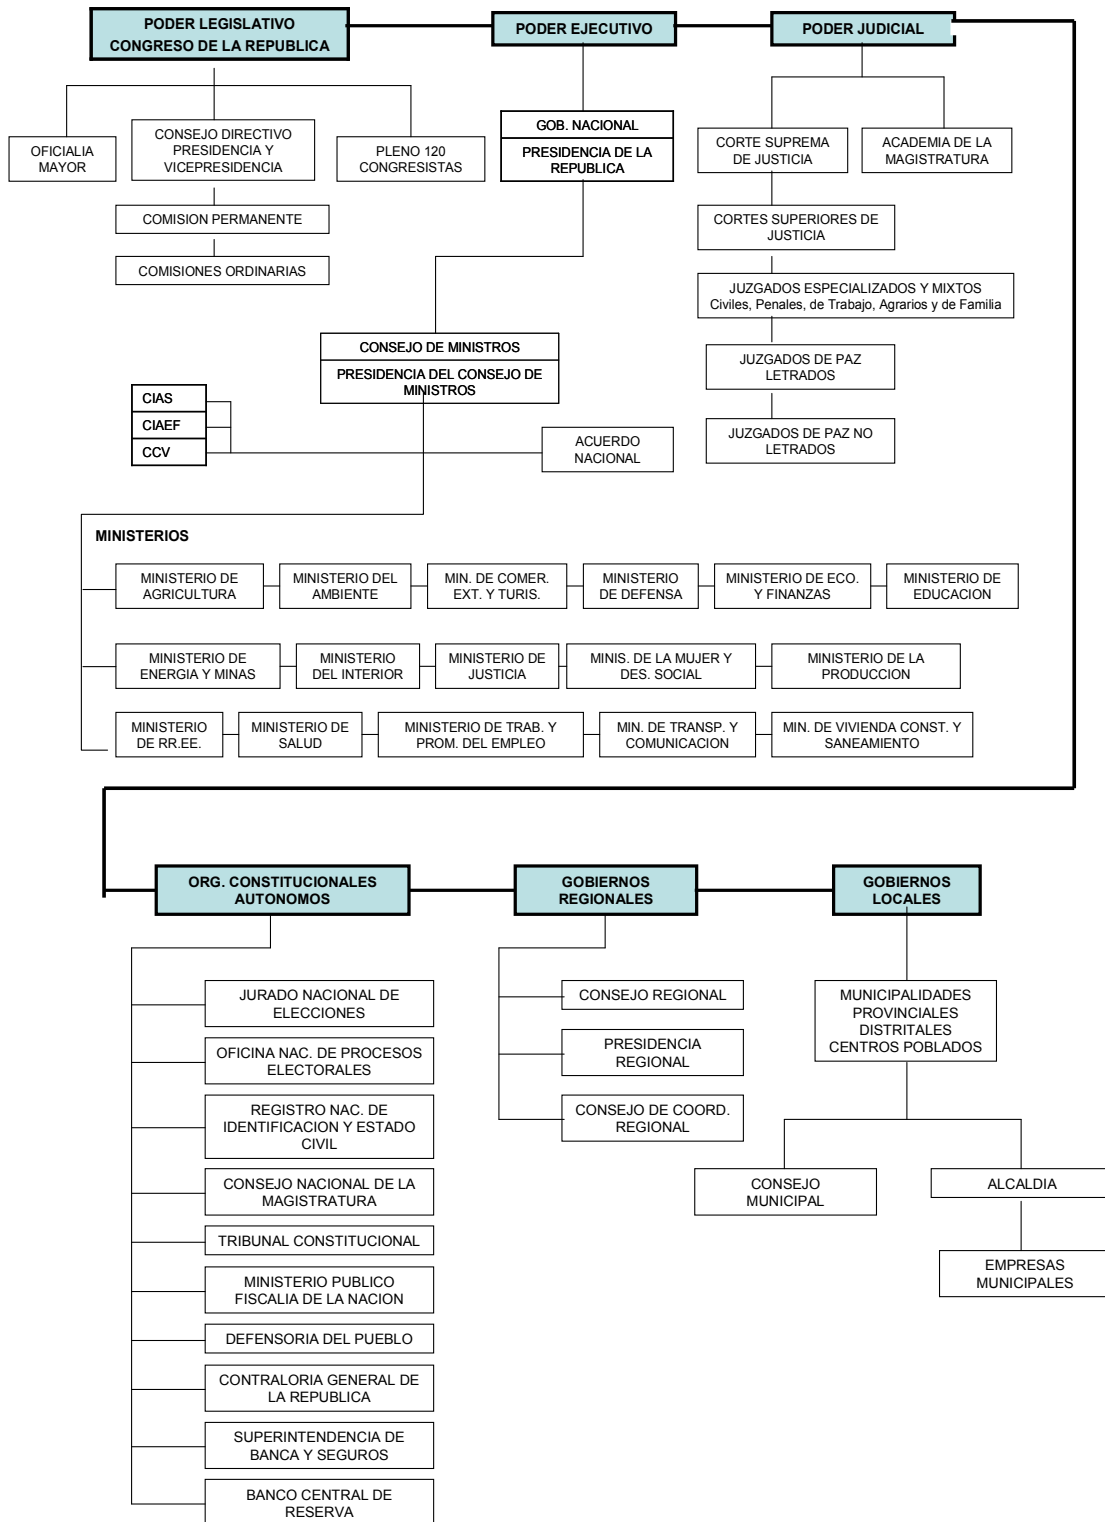 PODER LEGISLATIVO
CONGRESO DE LA REPUBLICA
PODER EJECUTIVO
PODER JUDICIAL
OFICIALIA
MAYOR
CONSEJO DIRECTIVO
PRESIDENCIA Y
VICEPRESIDENCIA
PLENO 120
CONGRESISTAS
COMISION PERMANENTE
COMISIONES ORDINARIAS
GOB. NACIONAL
PRESIDENCIA DE LA
REPUBLICA
CORTE SUPREMA
DE JUSTICIA
ACADEMIA DE LA
MAGISTRATURA
CORTES SUPERIORES DE
JUSTICIA
JUZGADOS ESPECIALIZADOS Y MIXTOS
Civiles, Penales, de Trabajo, Agrarios y de Familia
JUZGADOS DE PAZ
LETRADOS
JUZGADOS DE PAZ NO
LETRADOS
CONSEJO DE MINISTROS
PRESIDENCIA DEL CONSEJO DE
MINISTROS
CIAS
CIAEF
CCV
ACUERDO
NACIONAL
MINISTERIOS
MINISTERIO DE
AGRICULTURA
MINISTERIO DEL
AMBIENTE
MIN. DE COMER.
EXT. Y TURIS.
MINISTERIO
DE DEFENSA
MINISTERIO DE ECO.
Y FINANZAS
MINISTERIO DE
EDUCACION
MINISTERIO DE
ENERGIA Y MINAS
MINISTERIO
DEL INTERIOR
MINISTERIO DE
JUSTICIA
MINIS. DE LA MUJER Y
DES. SOCIAL
MINISTERIO DE LA
PRODUCCION
MINISTERIO
DE RR.EE.
MINISTERIO DE
SALUD
MINISTERIO DE TRAB. Y
PROM. DEL EMPLEO
MIN. DE TRANSP. Y
COMUNICACION
MIN. DE VIVIENDA CONST. Y
SANEAMIENTO
ORG. CONSTITUCIONALES
AUTONOMOS
GOBIERNOS
REGIONALES
GOBIERNOS
LOCALES
JURADO NACIONAL DE
ELECCIONES
OFICINA NAC. DE PROCESOS
ELECTORALES
REGISTRO NAC. DE
IDENTIFICACION Y ESTADO
CIVIL
CONSEJO NACIONAL DE LA
MAGISTRATURA
TRIBUNAL CONSTITUCIONAL
MINISTERIO PUBLICO
FISCALIA DE LA NACION
DEFENSORIA DEL PUEBLO
CONTRALORIA GENERAL DE
LA REPUBLICA
SUPERINTENDENCIA DE
BANCA Y SEGUROS
BANCO CENTRAL DE
RESERVA
CONSEJO REGIONAL
PRESIDENCIA
REGIONAL
CONSEJO DE COORD.
REGIONAL
MUNICIPALIDADES
PROVINCIALES
DISTRITALES
CENTROS POBLADOS
CONSEJO
MUNICIPAL
ALCALDIA
EMPRESAS
MUNICIPALES